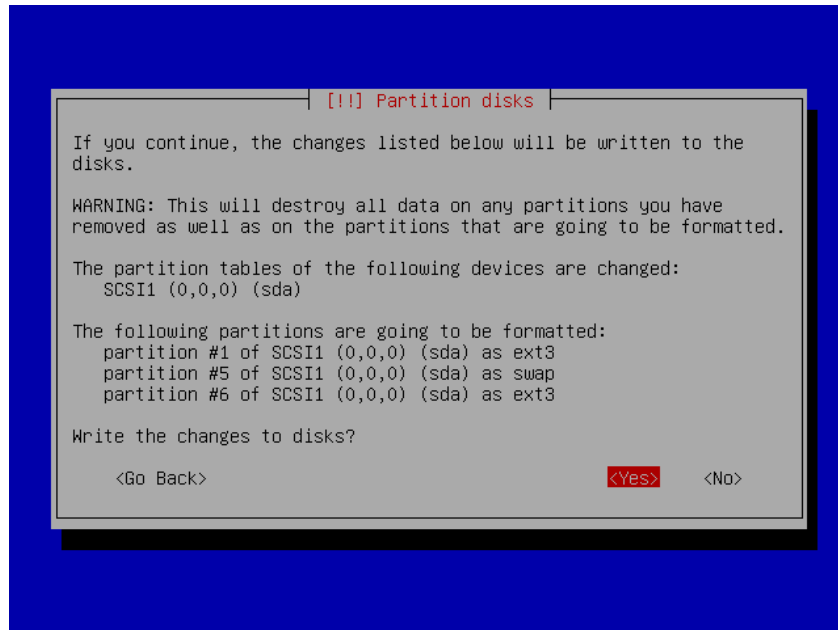 [!!] Partition disks
If you continue, the changes listed below will be written to the
disks.
WARNING: This will destroy all data on any partitions you have
removed as well as on the partitions that are going to be formatted.
The partition tables of the following devices are changed:
SCSI1 (0,0,0) (sda)
The following partitions are going to be formatted:
partition #1 of SCSI1 (0,0,0) (sda) as ext3
partition #5 of SCSI1 (0,0,0) (sda) as swap
partition #6 of SCSI1 (0,0,0) (sda) as ext3
Write the changes to disks?
<Go Back> <Yes> <No>